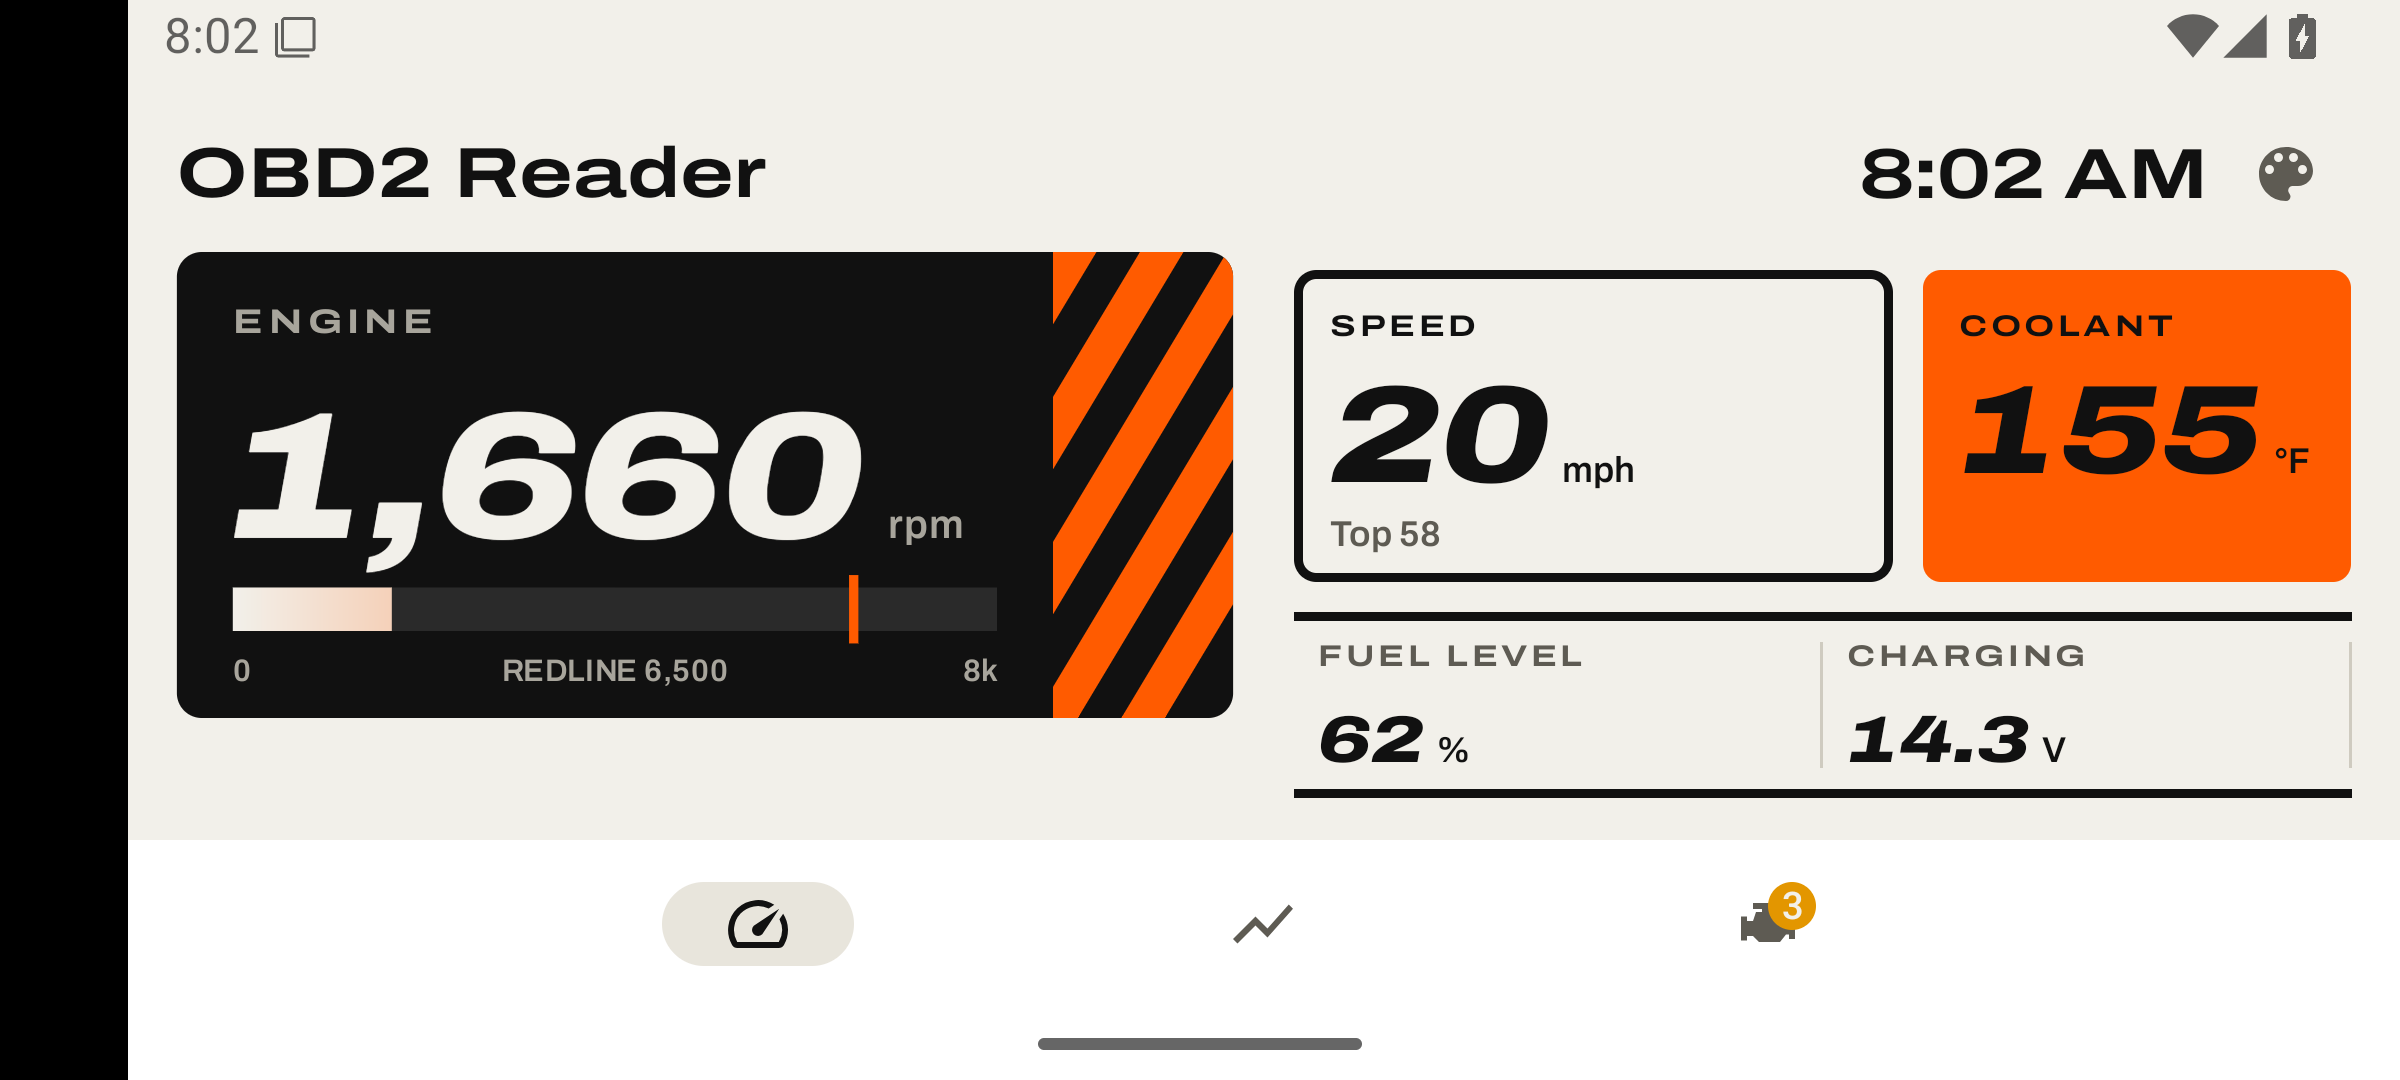 8:02
OBD2 Reader
8:02 AM
ENGINE
1,660 rpm
0 REDLINE 6,500 8k
SPEED
20 mph
Top 58
COOLANT
155 °F
FUEL LEVEL
62 %
CHARGING
14.3 V
3